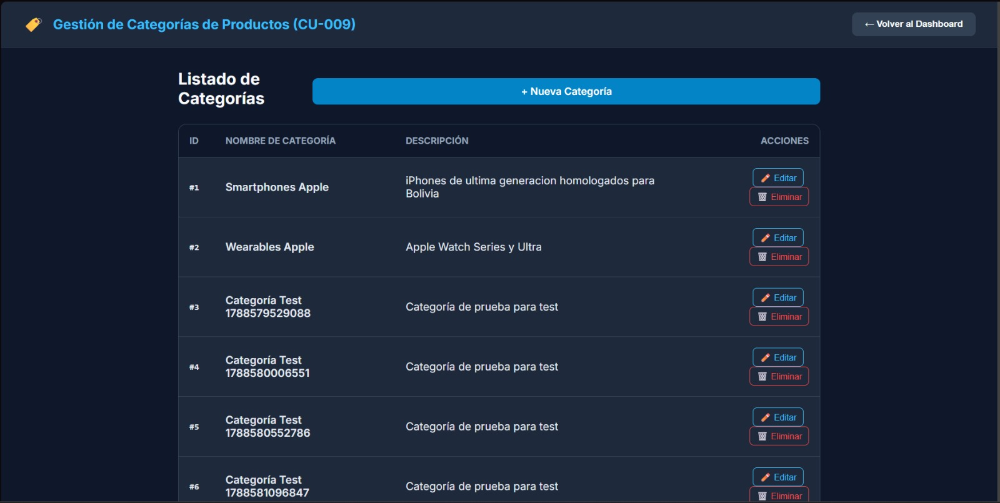 Gestión de Categorías de Productos (CU-009)
← Volver al Dashboard
Listado de
Categorías
+ Nueva Categoría
ID NOMBRE DE CATEGORÍA DESCRIPCIÓN ACCIONES
#1 Smartphones Apple
iPhones de ultima generacion homologados para
Bolivia
Editar
Eliminar
#2 Wearables Apple
Apple Watch Series y Ultra
Editar
Eliminar
#3
Categoría Test
1788579529088
Categoría de prueba para test
Editar
Eliminar
#4
Categoría Test
1788580006551
Categoría de prueba para test
Editar
Eliminar
#5
Categoría Test
1788580552786
Categoría de prueba para test
Editar
Eliminar
#6
Categoría Test
1788581096847
Categoría de prueba para test
Editar
Eliminar